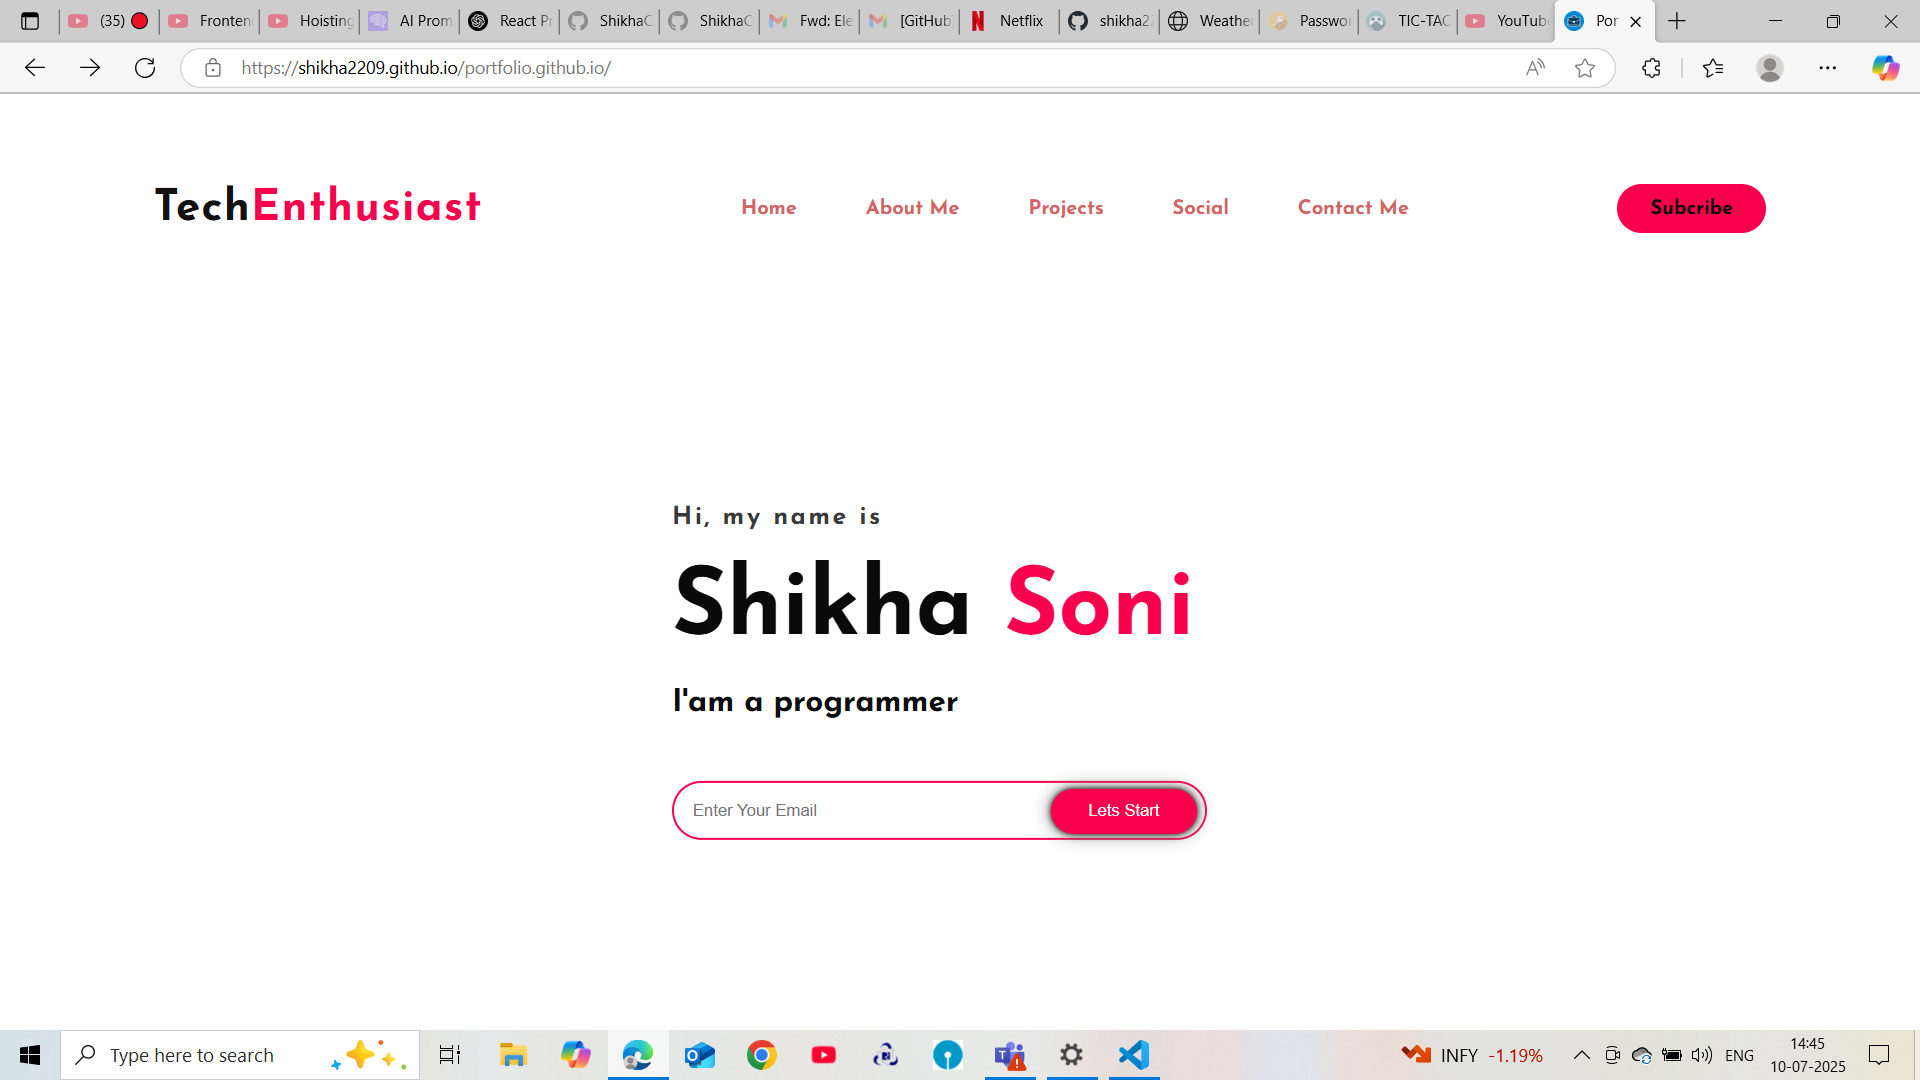 (35) Fronten Hoisting AI Prom React Pr ShikhaC ShikhaC Fwd: Ele [GitHub] Netflix shikha22 Weather Passwor TIC-TAC YouTube Por
https://shikha2209.github.io/portfolio.github.io/
TechEnthusiast Home About Me Projects Social Contact Me Subcribe
Hi, my name is
Shikha Soni
I'am a programmer
Enter Your Email Lets Start
Type here to search INFY -1.19% ENG 14:45
10-07-2025